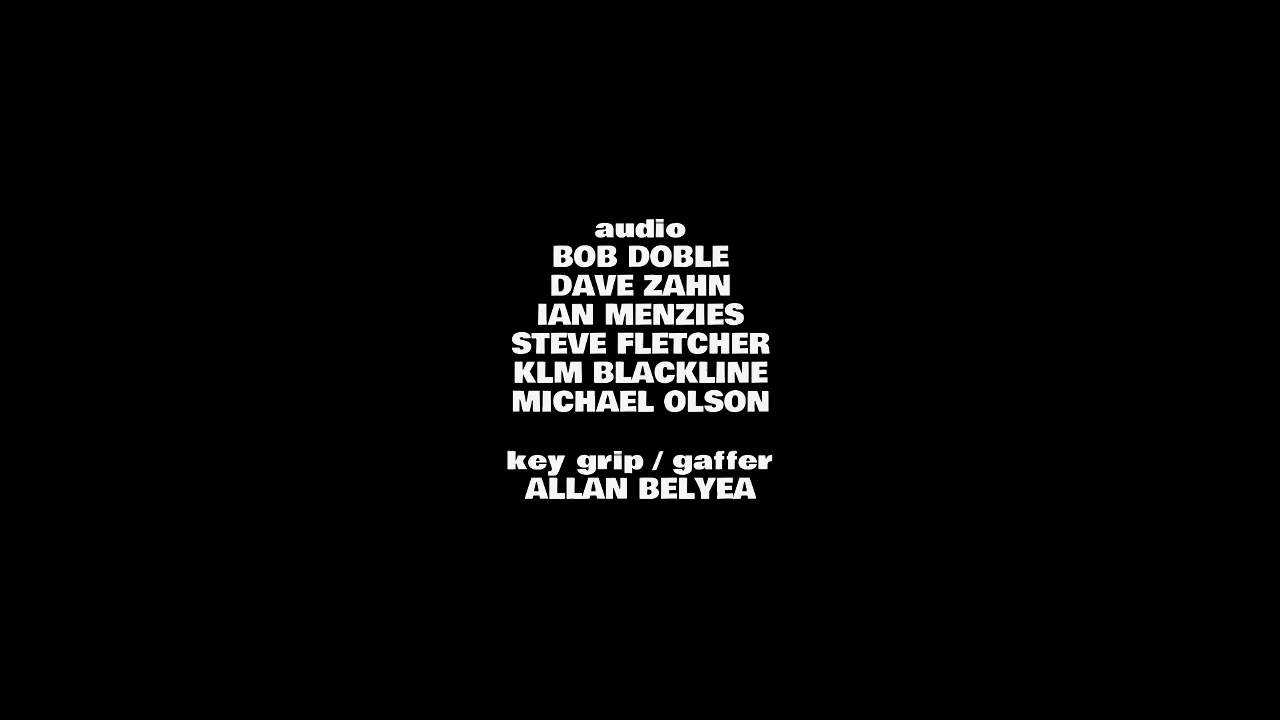 audio
BOB DOBLE
DAVE ZAHN
IAN MENZIES
STEVE FLETCHER
KLM BLACKLINE
MICHAEL OLSON
key grip / gaffer
ALLAN BELYEA